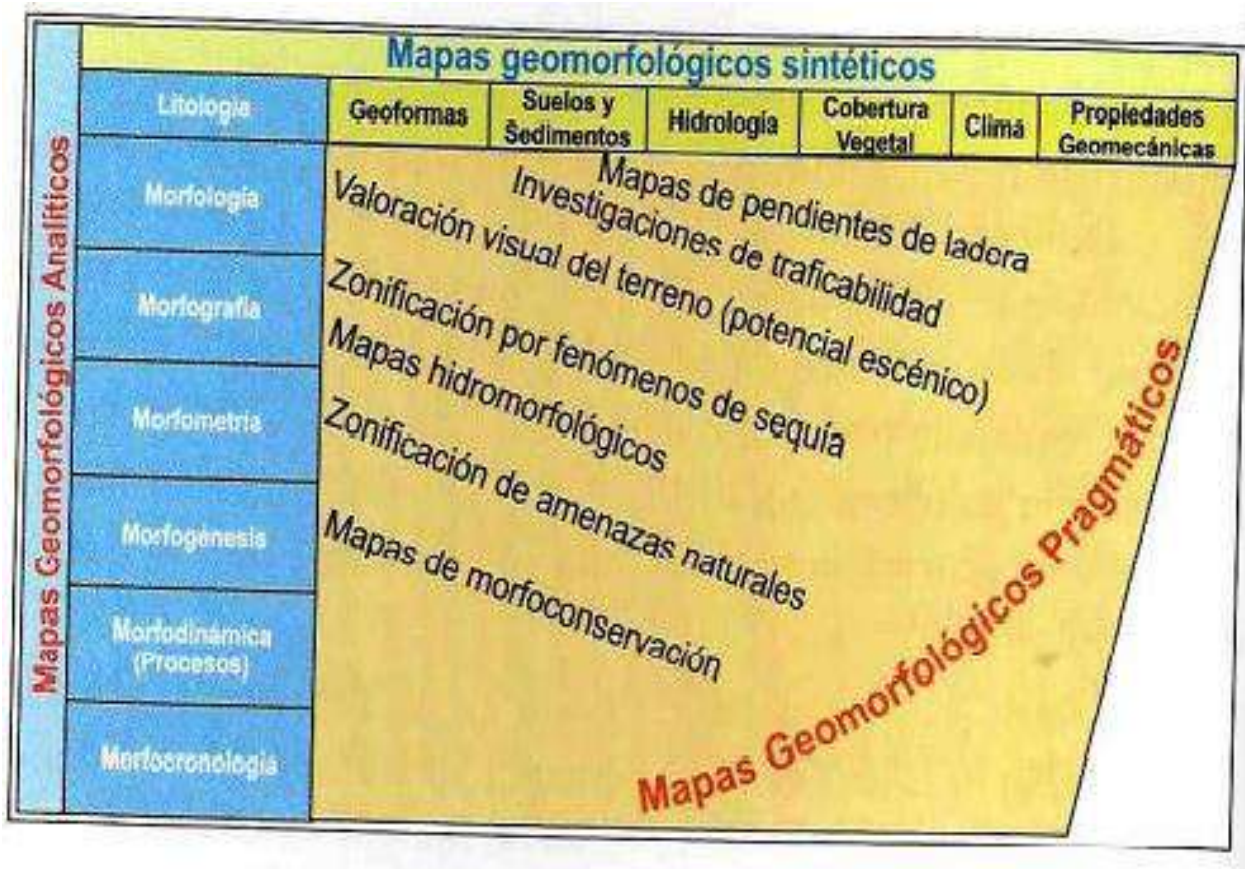 Mapas geomorfológicos sintéticos
Mapas Geomorfológicos Analíticos
Litología
Geoformas
Suelos y
Sedimentos
Hidrología
Cobertura
Vegetal
Clima
Propiedades
Geomecánicas
Morfología
Morfografía
Morfometría
Morfogénesis
Morfodinámica
(Procesos)
Morfocronología
Mapas de pendientes de ladera
Investigaciones de traficabilidad
Valoración visual del terreno (potencial escénico)
Zonificación por fenómenos de sequía
Mapas hidromorfológicos
Zonificación de amenazas naturales
Mapas de morfoconservación
Mapas Geomorfológicos Pragmáticos